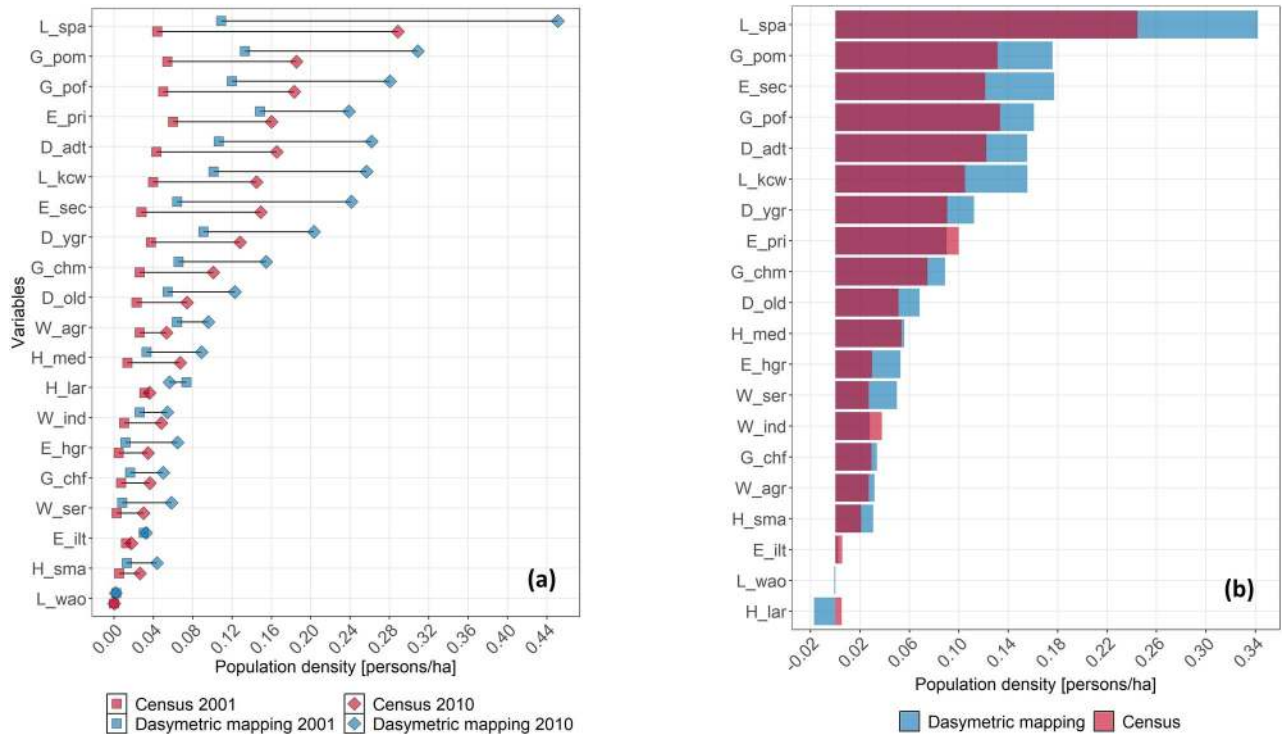 Variables
L_spa
G_pom
G_pof
E_pri
D_adt
L_kcw
E_sec
D_ygr
G_chm
D_old
W_agr
H_med
H_lar
W_ind
E_hgr
G_chf
W_ser
E_ilt
H_sma
L_wao
(a)
0.00 0.04 0.08 0.12 0.16 0.20 0.24 0.28 0.32 0.36 0.40 0.44
Population density [persons/ha]
Census 2001 Census 2010
Dasymetric mapping 2001 Dasymetric mapping 2010
L_spa
G_pom
E_sec
G_pof
D_adt
L_kcw
D_ygr
E_pri
G_chm
D_old
H_med
E_hgr
W_ser
W_ind
G_chf
W_agr
H_sma
E_ilt
L_wao
H_lar
(b)
-0.02 0.02 0.06 0.10 0.14 0.18 0.22 0.26 0.30 0.34
Population density [persons/ha]
Dasymetric mapping Census